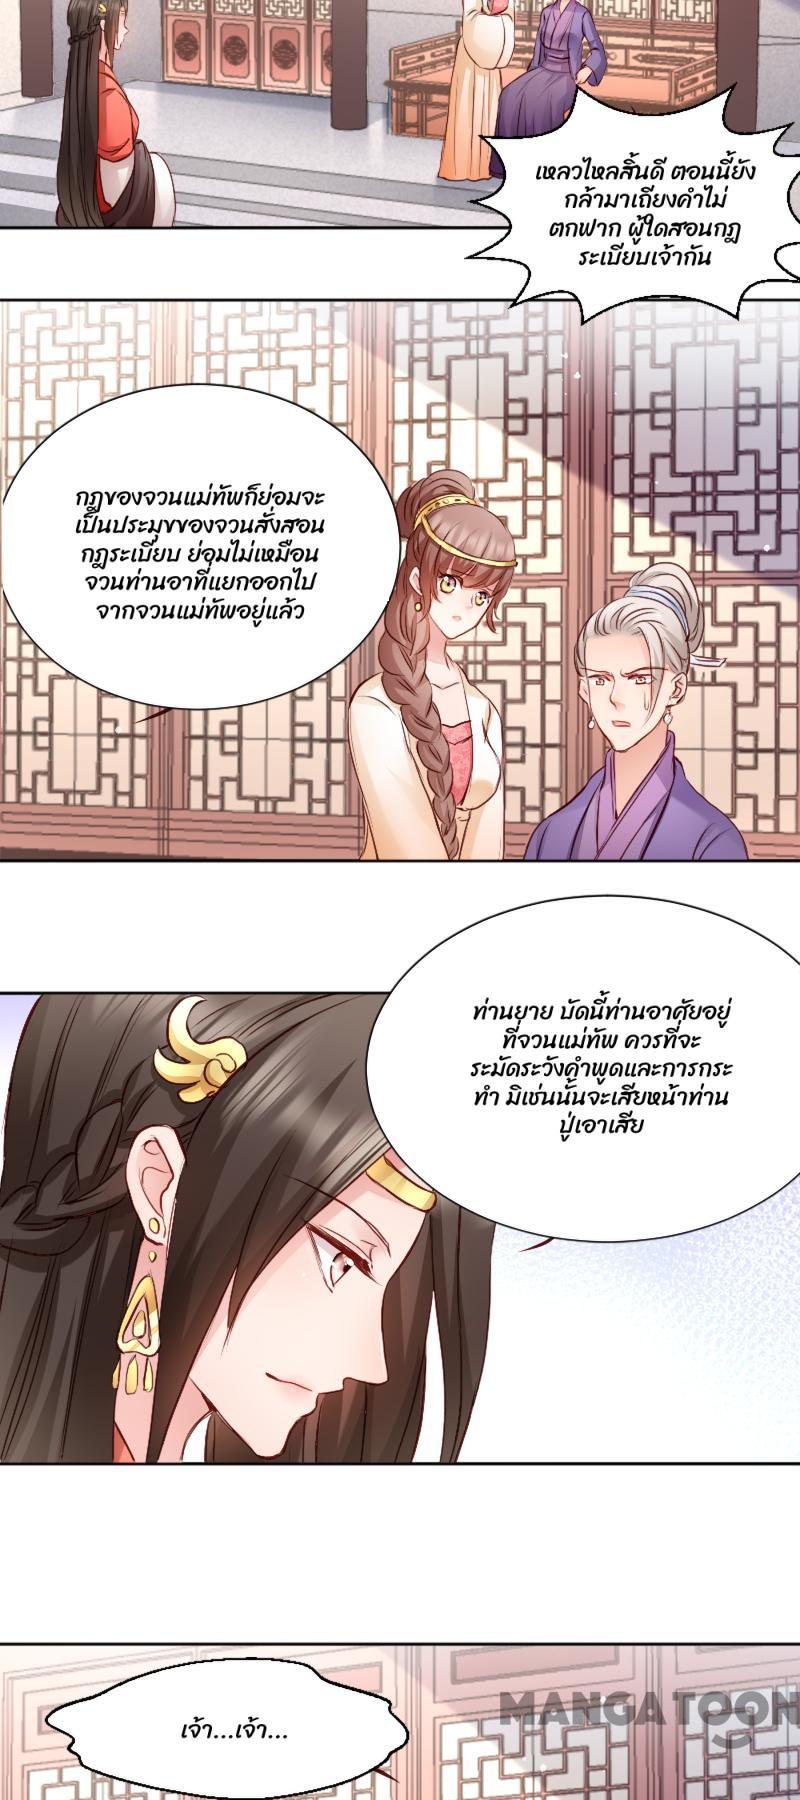 เหลวไหลสิ้นดี ตอนนี้ยัง
กล้ามาเถียงคำไม่
ตกฟาก ผู้ใดสอนกฎ
ระเบียบเจ้ากัน
กฎของจวนแม่ทัพก็ย่อมจะ
เป็นประมุขของจวนสั่งสอน
กฎระเบียบ ย่อมไม่เหมือน
จวนท่านอาที่แยกออกไป
จากจวนแม่ทัพอยู่แล้ว
ท่านยาย บัดนี้ท่านอาศัยอยู่
ที่จวนแม่ทัพ ควรที่จะ
ระมัดระวังคำพูดและการกระ
ทำ มิเช่นนั้นจะเสียหน้าท่าน
ปู่เอาเสีย
เจ้า...เจ้า...
MANGATOON